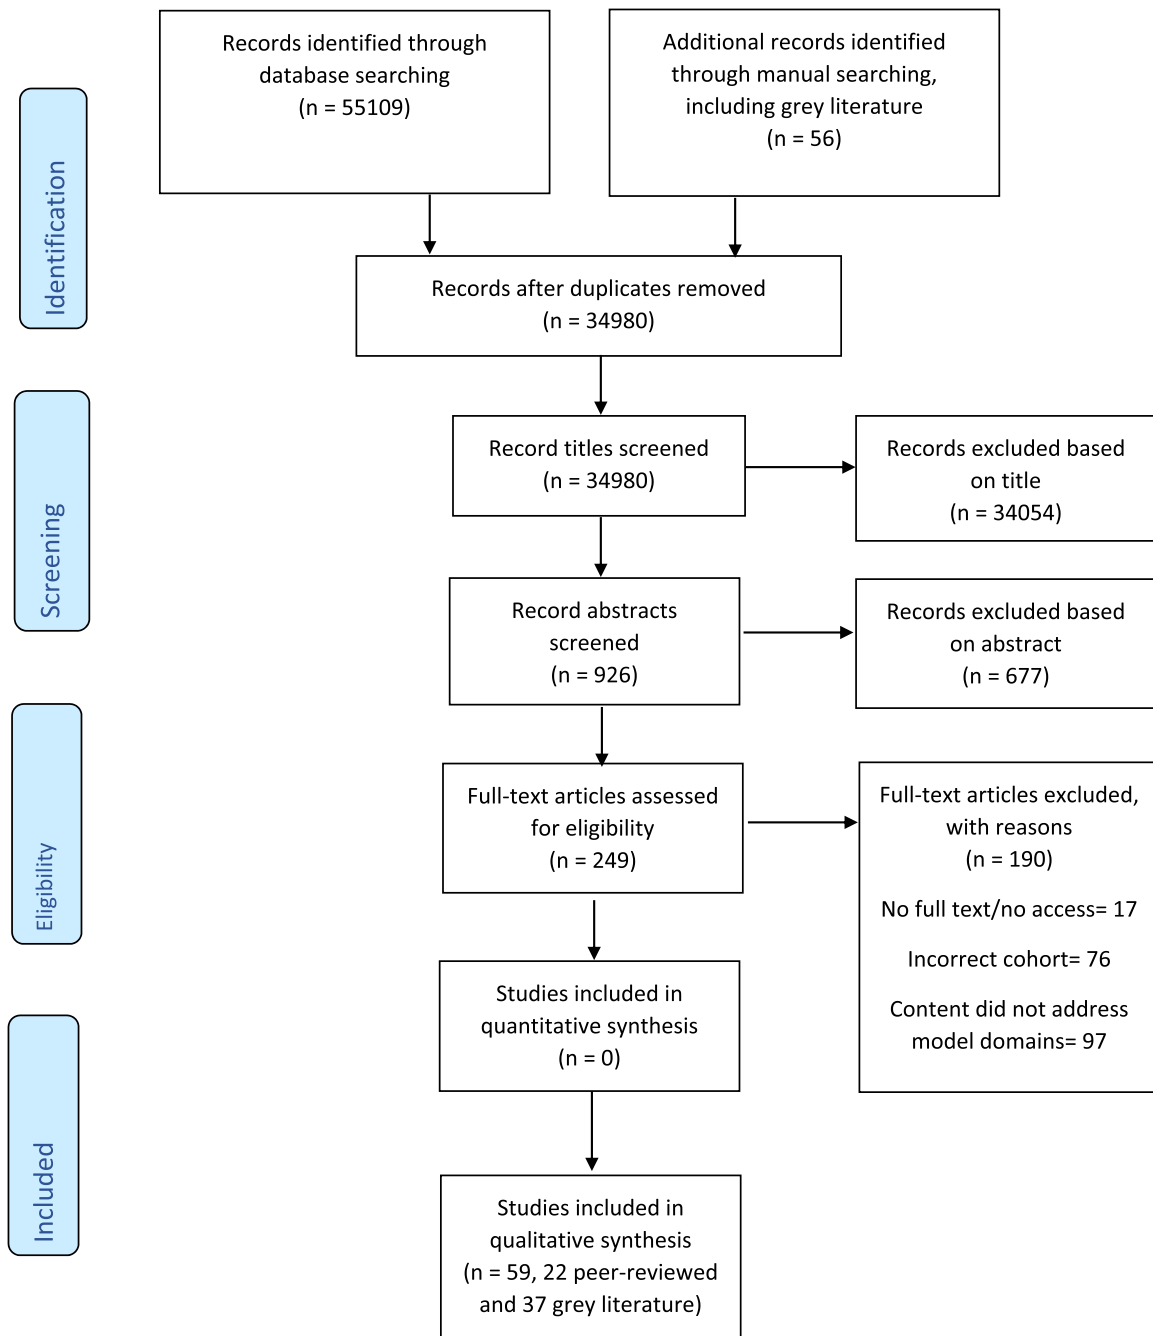 Records identified through
database searching
(n = 55109)
Additional records identified
through manual searching,
including grey literature
(n = 56)
Identification
Records after duplicates removed
(n = 34980)
Screening
Record titles screened
(n = 34980)
Records excluded based
on title
(n = 34054)
Record abstracts
screened
(n = 926)
Records excluded based
on abstract
(n = 677)
Eligibility
Full-text articles assessed
for eligibility
(n = 249)
Full-text articles excluded,
with reasons
(n = 190)
No full text/no access= 17
Incorrect cohort= 76
Content did not address
model domains= 97
Studies included in
quantitative synthesis
(n = 0)
Included
Studies included in
qualitative synthesis
(n = 59, 22 peer-reviewed
and 37 grey literature)